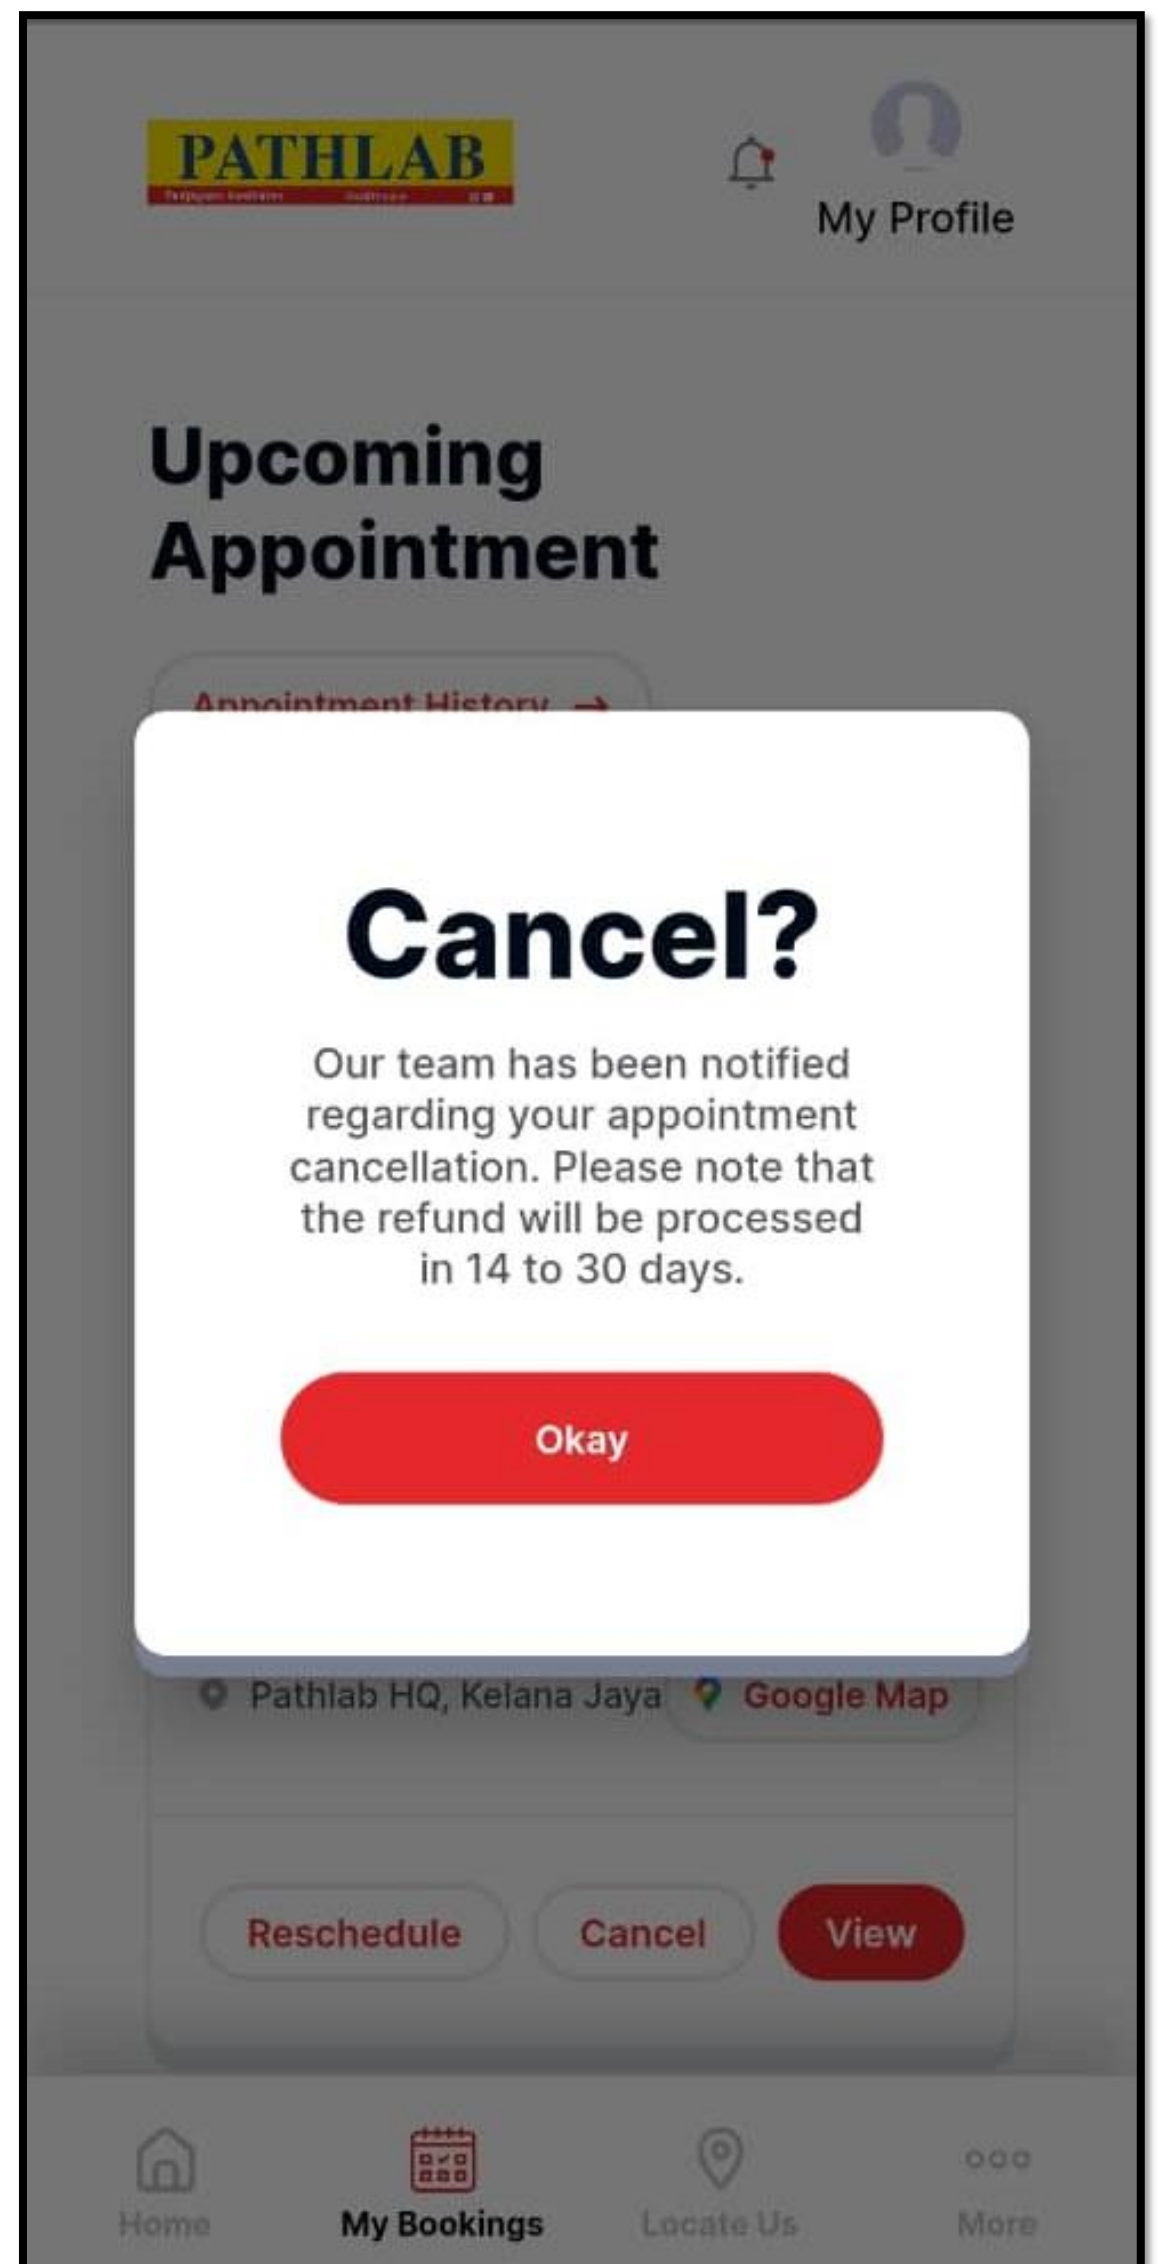 PATHLAB
My Profile
Upcoming
Appointment
Appointment History →
Cancel?
Our team has been notified
regarding your appointment
cancellation. Please note that
the refund will be processed
in 14 to 30 days.
Okay
Pathlab HQ, Kelana Jaya Google Map
Reschedule Cancel View
Home My Bookings Locate Us More